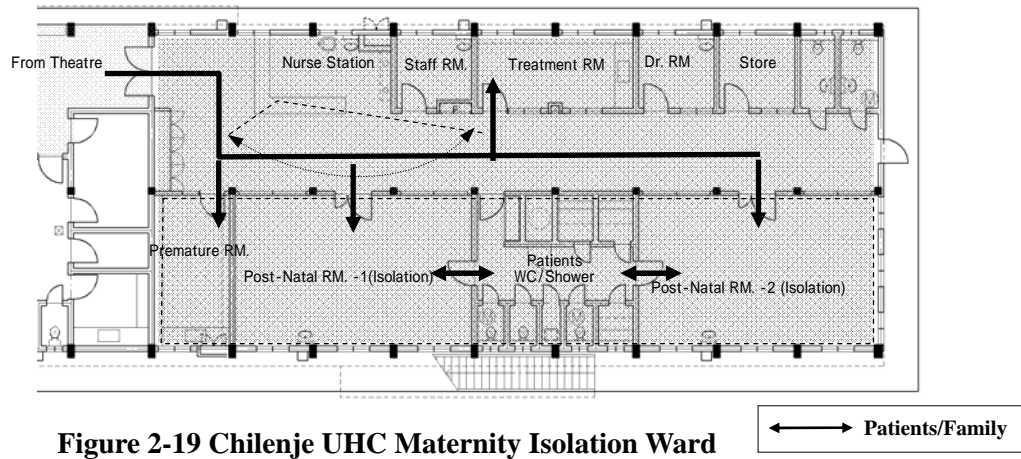 From Theatre
Nurse Station
Staff RM.
Treatment RM
Dr. RM
Store
Premature RM.
Post-Natal RM. -1(Isolation)
Patients
WC/Shower
Post-Natal RM. -2 (Isolation)
Figure 2-19 Chilenje UHC Maternity Isolation Ward
Patients/Family